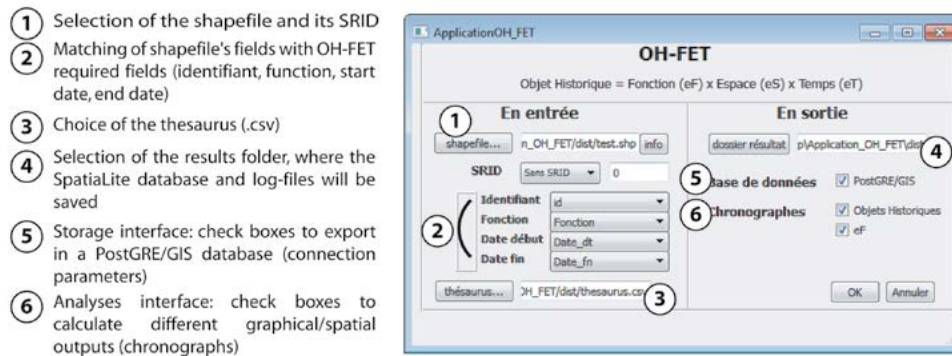 1 Selection of the shapefile and its SRID
2 Matching of shapefile's fields with OH-FET
required fields (identifiant, function, start
date, end date)
3 Choice of the thesaurus (.csv)
4 Selection of the results folder, where the
SpatiaLite database and log-files will be
saved
5 Storage interface: check boxes to export
in a PostGRE/GIS database (connection
parameters)
6 Analyses interface: check boxes to
calculate different graphical/spatial
outputs (chronographs)
ApplicationOH_FET
OH-FET
Objet Historique = Fonction (eF) x Espace (eS) x Temps (eT)
En entrée
1
shapefile... n_OH_FET/dist/test.shp info
SRID Sans SRID 0
2
Identifiant id
Fonction Fonction
Date début Date_dt
Date fin Date_fn
thésaurus... OH_FET/dist/thesaurus.csv 3
En sortie
dossier résultat p\Application_OH_FET\dist 4
5 Base de données PostGRE/GIS
6 Chronographes Objets Historiques
eF
OK Annuler